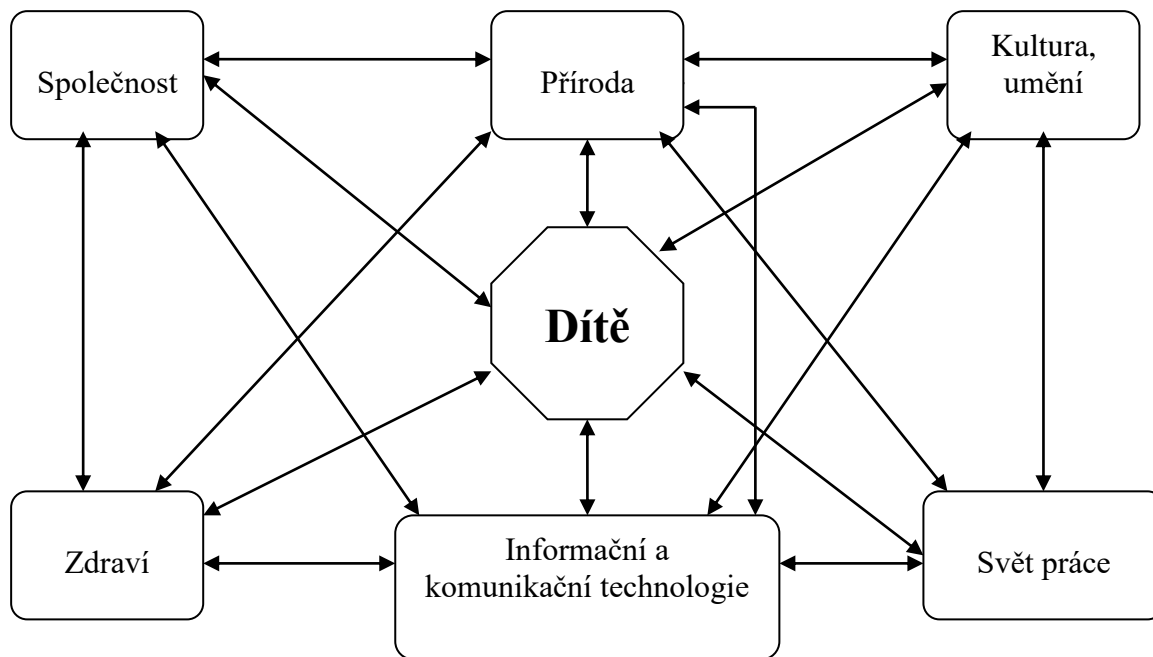 Společnost
Příroda
Kultura,
umění
Dítě
Zdraví
Informační a
komunikační technologie
Svět práce